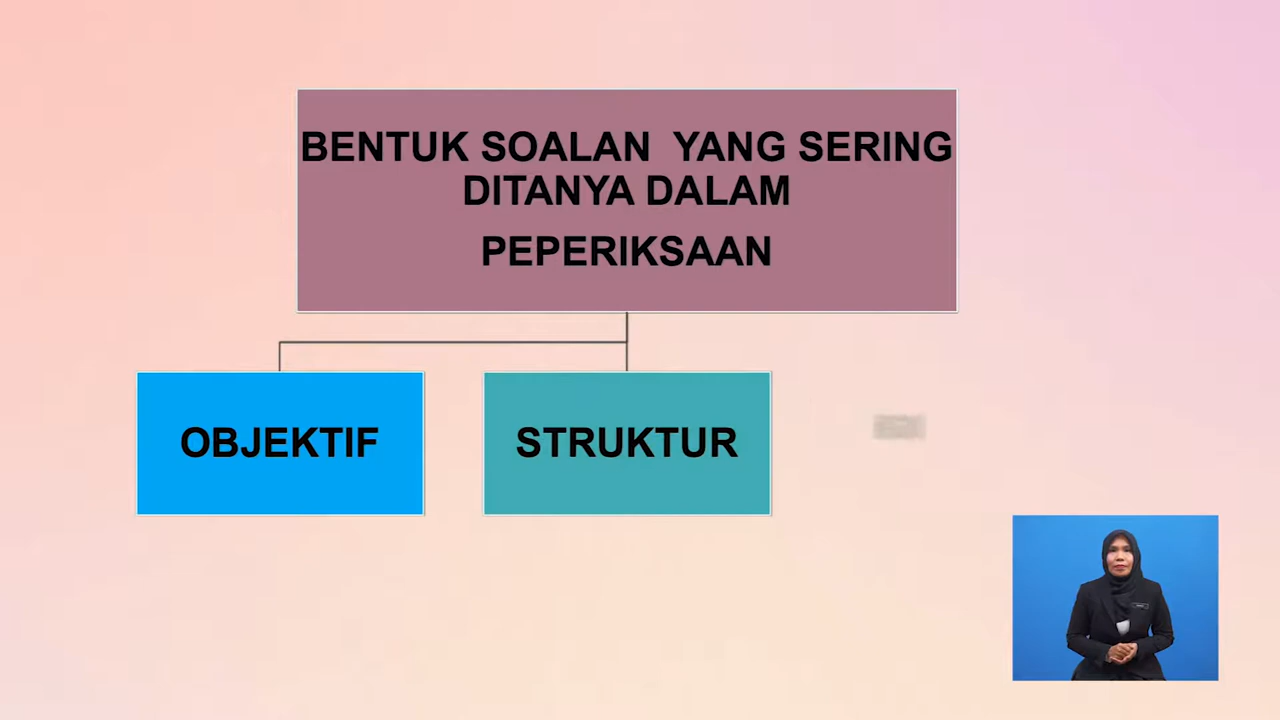 BENTUK SOALAN YANG SERING
DITANYA DALAM
PEPERIKSAAN
OBJEKTIF
STRUKTUR